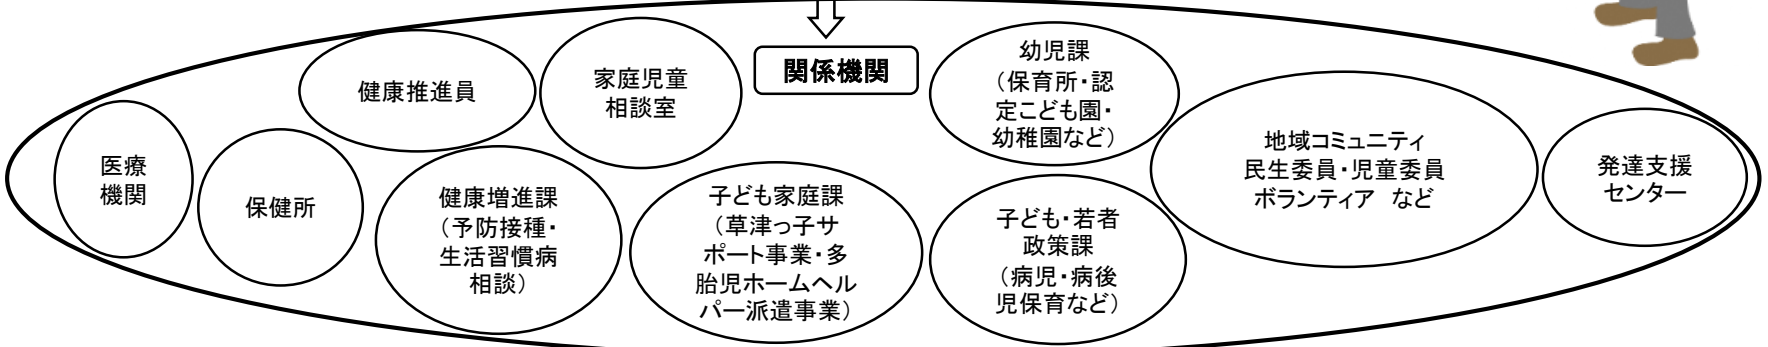 関係機関
医療
機関
保健所
健康推進員
健康増進課
（予防接種・
生活習慣病
相談）
家庭児童
相談室
子ども家庭課
（草津っ子サ
ポート事業・多
胎児ホームヘル
パー派遣事業）
幼児課
（保育所・認
定こども園・
幼稚園など）
子ども・若者
政策課
（病児・病後
児保育など）
地域コミュニティ
民生委員・児童委員
ボランティア　など
発達支援
センター